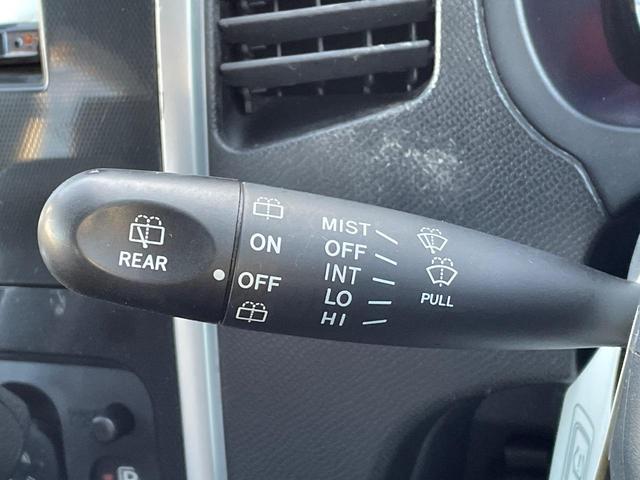 REAR
ON
OFF
MIST
OFF
INT
LO
HI
PULL